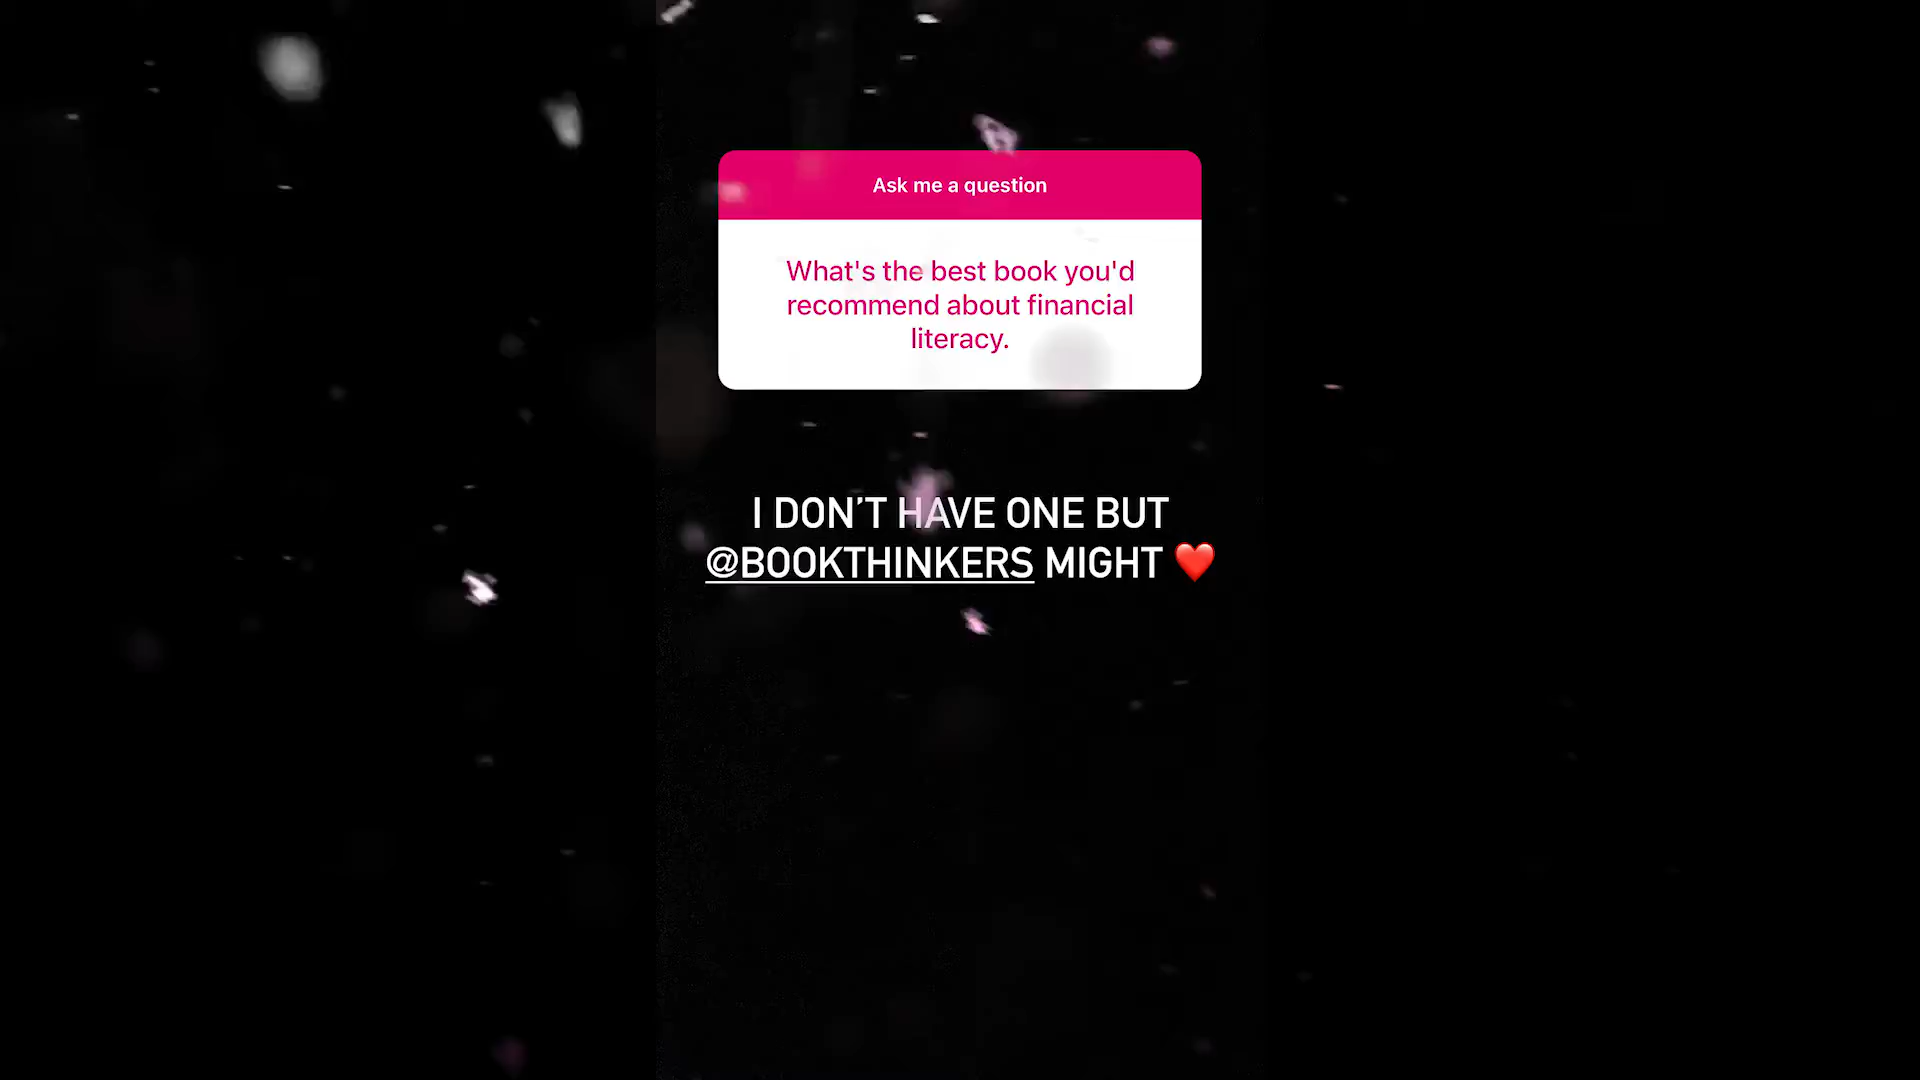 Ask me a question
What's the best book you'd
recommend about financial
literacy.
I DON’T HAVE ONE BUT
@BOOKTHINKERS MIGHT ❤️